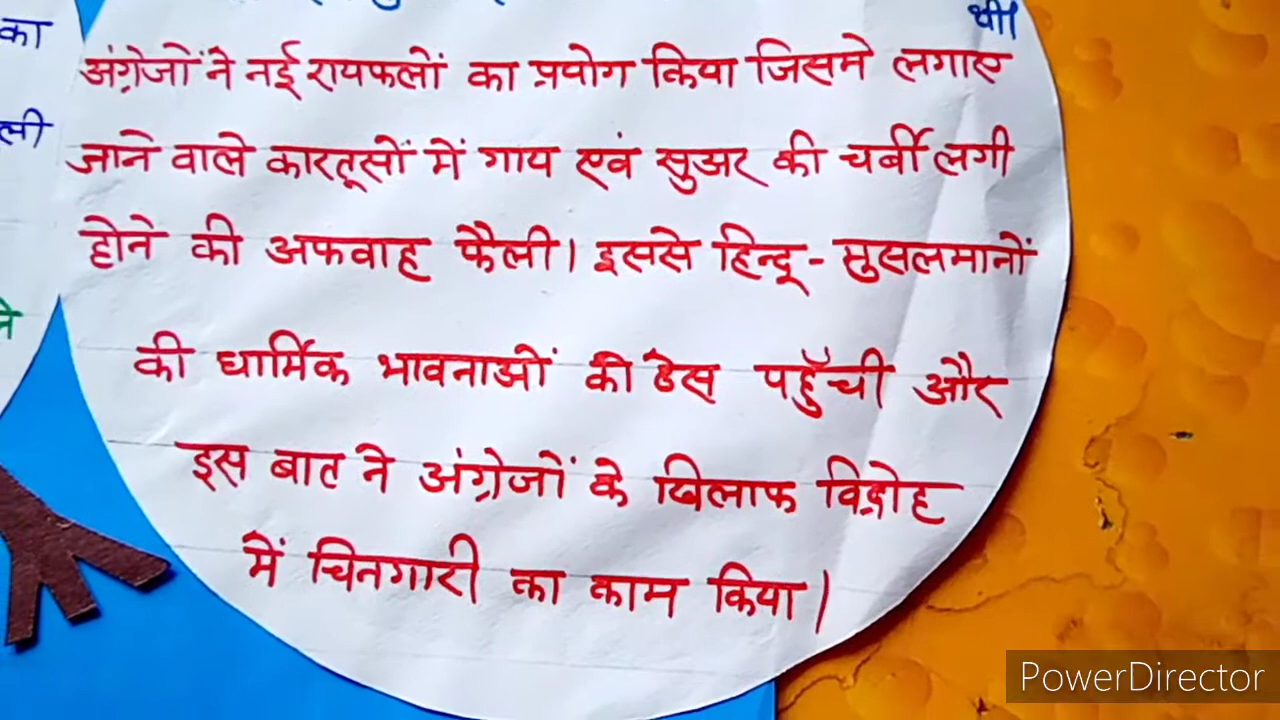 का
थी।
अंग्रेजों ने नई रायफलों का प्रयोग किया जिसमे लगाए
जाने वाले कारतूसों में गाय एवं सुअर की चर्बी लगी
होने की अफवाह फैली। इससे हिन्दू - मुसलमानों
की धार्मिक भावनाओं की ठेस पहुँची और
इस बात ने अंग्रेजों के खिलाफ विद्रोह
में चिनगारी का काम किया।
ने
PowerDirector